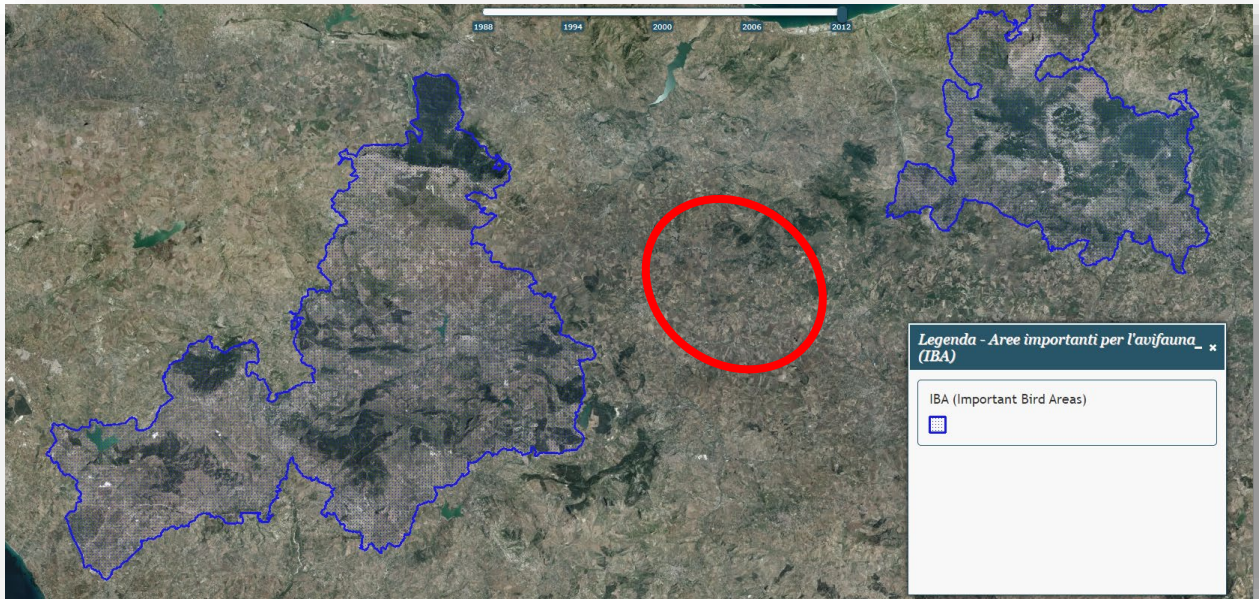 1988 1994 2000 2006 2012
Legenda - Aree importanti per l'avifauna
(IBA)
IBA (Important Bird Areas)